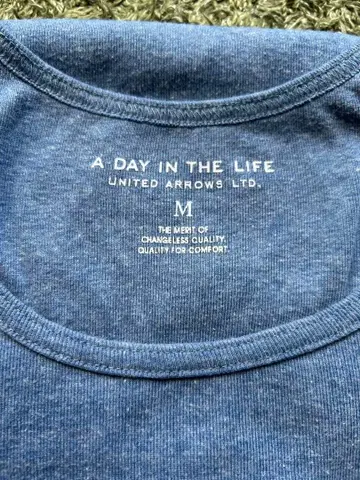 A DAY IN THE LIFE
UNITED ARROWS LTD.
M
THE MERIT OF
CHANGELESS QUALITY.
QUALITY FOR COMFORT.